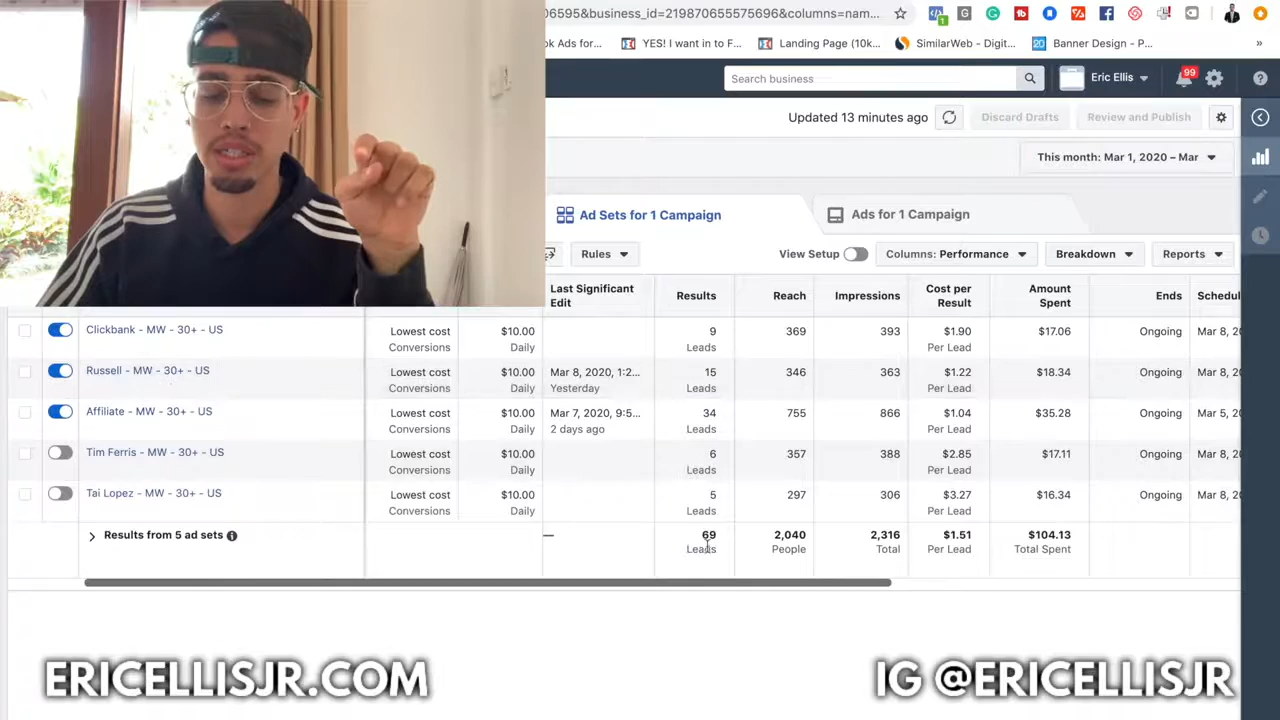 06595&business_id=219870655575696&columns=nam...
1
ok Ads for...
YES! I want in to F...
Landing Page (10k...
SimilarWeb - Digit...
20
Banner Design - P...
»
Search business
Eric Ellis
99
Updated 13 minutes ago
Discard Drafts
Review and Publish
This month: Mar 1, 2020 – Mar
Ad Sets for 1 Campaign
Ads for 1 Campaign
Rules
View Setup
Columns: Performance
Breakdown
Reports
Last Significant Edit
Results
Reach
Impressions
Cost per Result
Amount Spent
Ends
Schedul
Clickbank - MW - 30+ - US
Lowest cost
Conversions
$10.00
Daily
9
Leads
369
393
$1.90
Per Lead
$17.06
Ongoing
Mar 8, 20
Russell - MW - 30+ - US
Lowest cost
Conversions
$10.00
Daily
Mar 8, 2020, 1:2...
Yesterday
15
Leads
346
363
$1.22
Per Lead
$18.34
Ongoing
Mar 8, 20
Affiliate - MW - 30+ - US
Lowest cost
Conversions
$10.00
Daily
Mar 7, 2020, 9:5...
2 days ago
34
Leads
755
866
$1.04
Per Lead
$35.28
Ongoing
Mar 5, 20
Tim Ferris - MW - 30+ - US
Lowest cost
Conversions
$10.00
Daily
6
Leads
357
388
$2.85
Per Lead
$17.11
Ongoing
Mar 8, 20
Tai Lopez - MW - 30+ - US
Lowest cost
Conversions
$10.00
Daily
5
Leads
297
306
$3.27
Per Lead
$16.34
Ongoing
Mar 8, 20
Results from 5 ad sets
—
69
Leads
2,040
People
2,316
Total
$1.51
Per Lead
$104.13
Total Spent
ERICELLISJR.COM
IG @ERICELLISJR